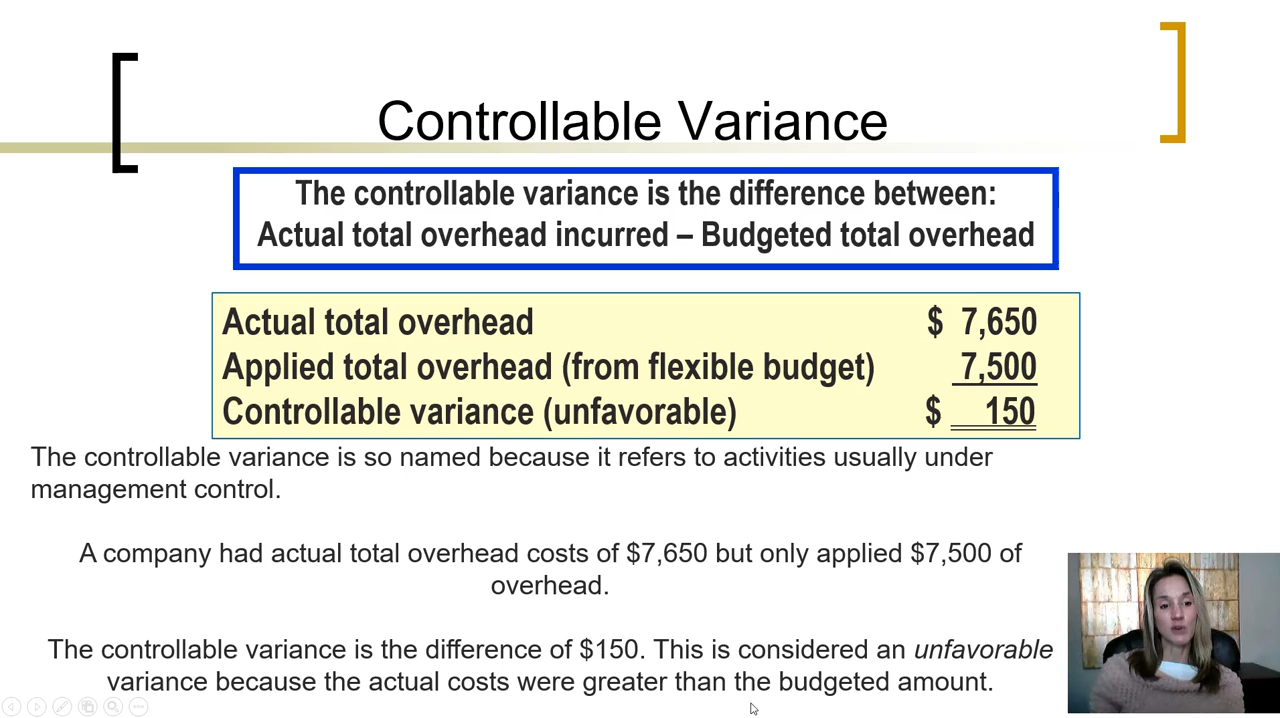 Controllable Variance
The controllable variance is the difference between:
Actual total overhead incurred – Budgeted total overhead
Actual total overhead $ 7,650
Applied total overhead (from flexible budget) 7,500
Controllable variance (unfavorable) $ 150
The controllable variance is so named because it refers to activities usually under
management control.
A company had actual total overhead costs of $7,650 but only applied $7,500 of
overhead.
The controllable variance is the difference of $150. This is considered an unfavorable
variance because the actual costs were greater than the budgeted amount.